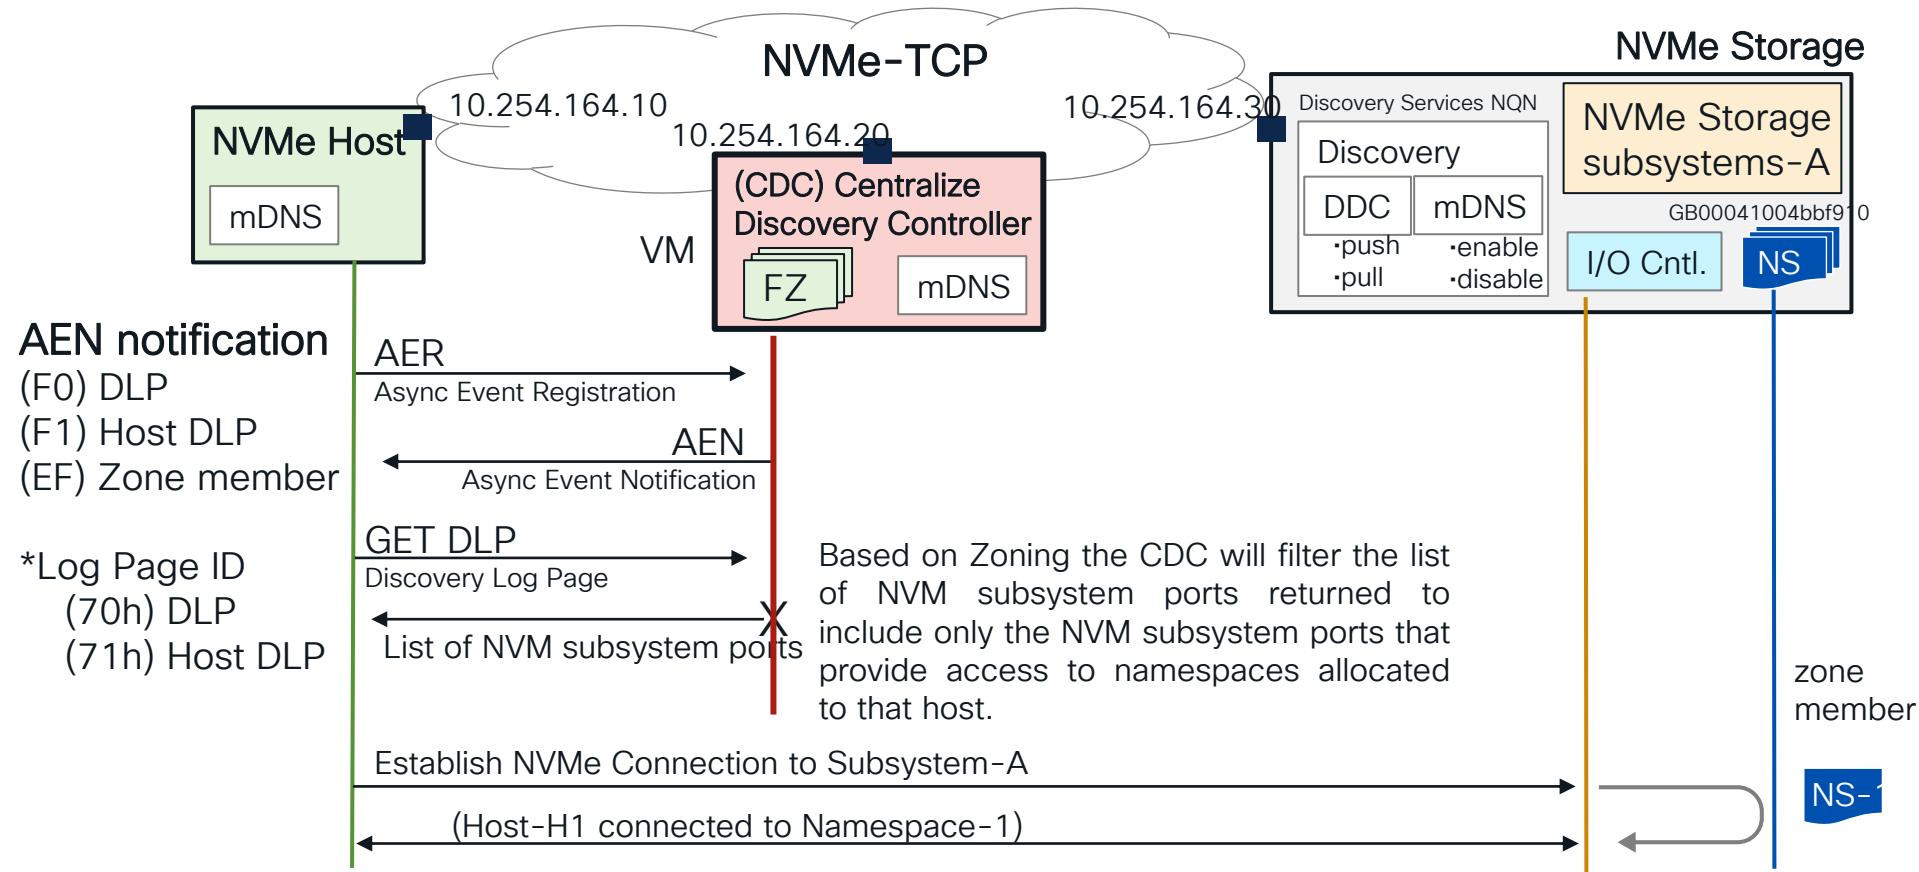 NVMe-TCP
NVMe Storage
10.254.164.10
10.254.164.20
10.254.164.30
NVMe Host
mDNS
VM
(CDC) Centralize
Discovery Controller
FZ
mDNS
Discovery Services NQN
Discovery
DDC
mDNS
·push
·pull
·enable
·disable
NVMe Storage
subsystems-A
GB00041004bbf910
I/O Cntl.
NS
AEN notification
(F0) DLP
(F1) Host DLP
(EF) Zone member
*Log Page ID
(70h) DLP
(71h) Host DLP
AER
Async Event Registration
AEN
Async Event Notification
GET DLP
Discovery Log Page
X
List of NVM subsystem ports
Based on Zoning the CDC will filter the list
of NVM subsystem ports returned to
include only the NVM subsystem ports that
provide access to namespaces allocated
to that host.
zone
member
Establish NVMe Connection to Subsystem-A
(Host-H1 connected to Namespace-1)
NS-1